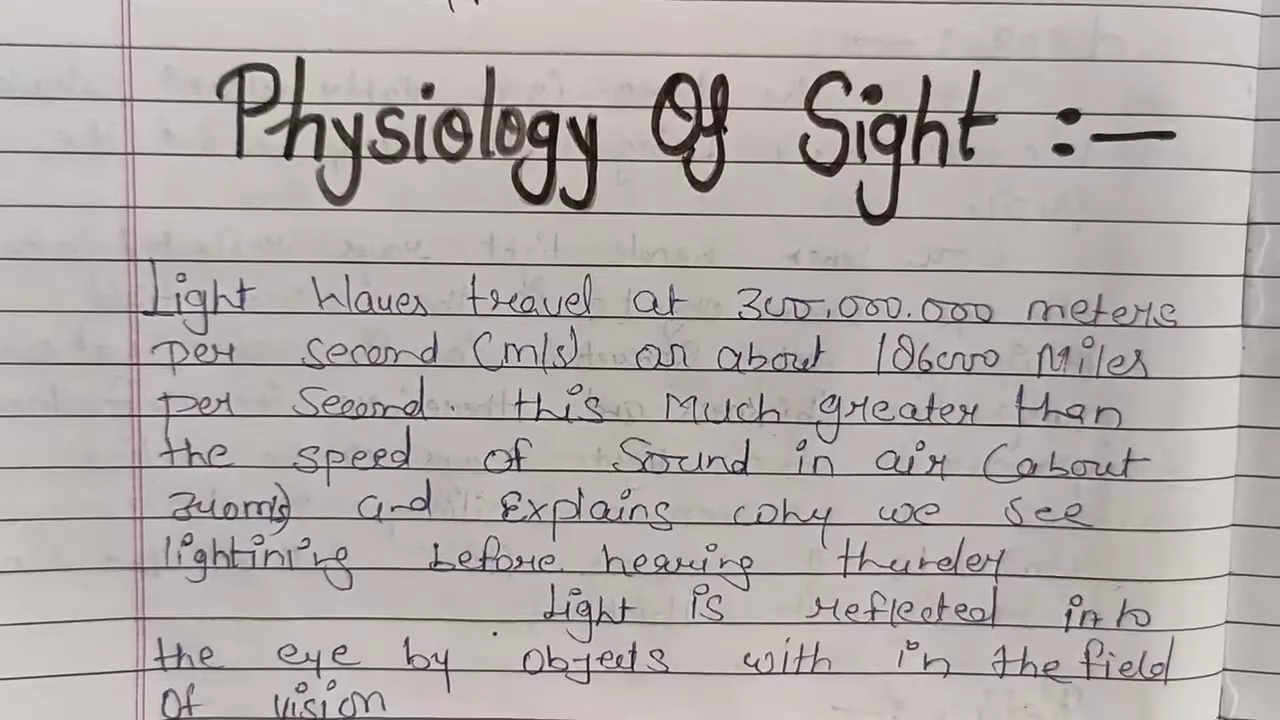 Physiology Of Sight :—
Light Waves travel at 300.000.000 meters
per second (m/s) or about 186000 Miles
per second. this Much greater than
the speed of Sound in air (about
340m/s) and Explains why we see
lightining before hearing thunder
Light is reflected into
the eye by objects with in the field
Of vision